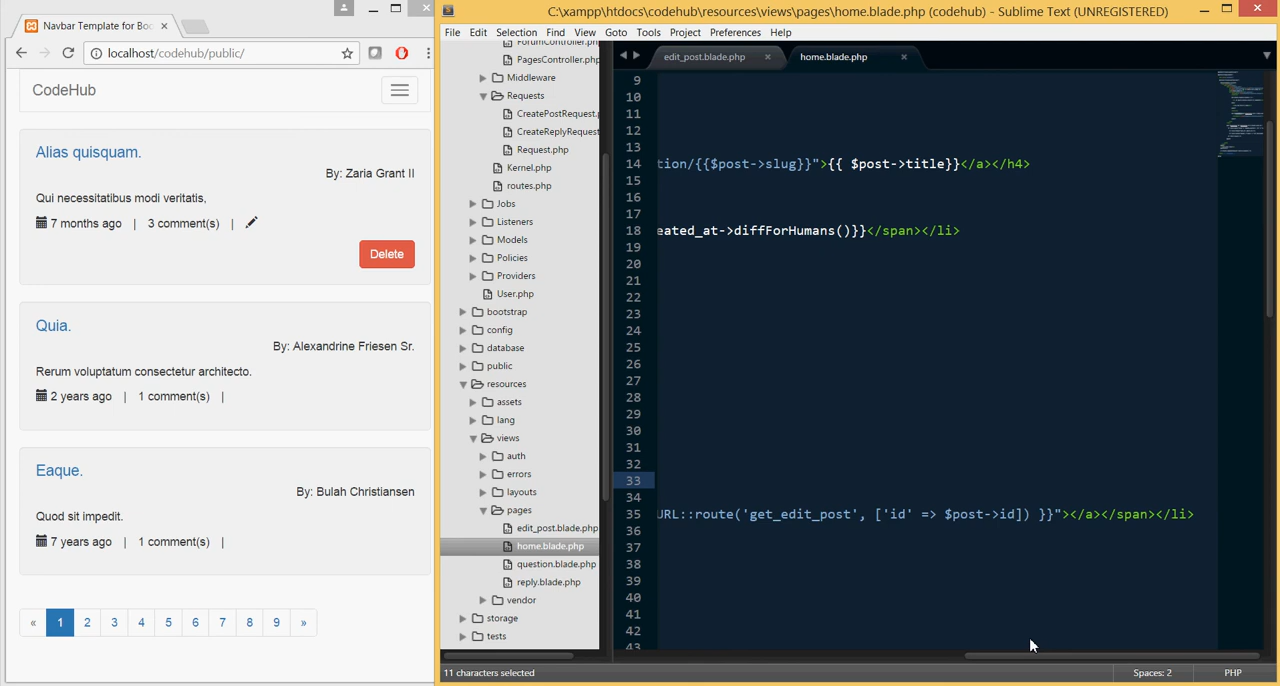 Navbar Template for Boo
localhost/codehub/public/
CodeHub
Alias quisquam.
By: Zaria Grant II
Qui necessitatibus modi veritatis,
7 months ago | 3 comment(s) |
Delete
Quia.
By: Alexandrine Friesen Sr.
Rerum voluptatum consectetur architecto.
2 years ago | 1 comment(s) |
Eaque.
By: Bulah Christiansen
Quod sit impedit.
7 years ago | 1 comment(s) |
« 1 2 3 4 5 6 7 8 9 »
C:\xampp\htdocs\codehub\resources\views\pages\home.blade.php (codehub) - Sublime Text (UNREGISTERED)
File Edit Selection Find View Goto Tools Project Preferences Help
ForumController.php
PagesController.php
Middleware
Requests
CreatePostRequest.
CreateReplyRequest
Request.php
Kernel.php
routes.php
Jobs
Listeners
Models
Policies
Providers
User.php
bootstrap
config
database
public
resources
assets
lang
views
auth
errors
layouts
pages
edit_post.blade.php
home.blade.php
question.blade.php
reply.blade.php
vendor
storage
tests
edit_post.blade.php home.blade.php
9
10
11
12
13
14 tion/{{$post->slug}}">{{ $post->title}}</a></h4>
15
16
17
18 eated_at->diffForHumans()}}</span></li>
19
20
21
22
23
24
25
26
27
28
29
30
31
32
33
34
35 URL::route('get_edit_post', ['id' => $post->id]) }}"></a></span></li>
36
37
38
39
40
41
42
43
11 characters selected
Spaces: 2
PHP